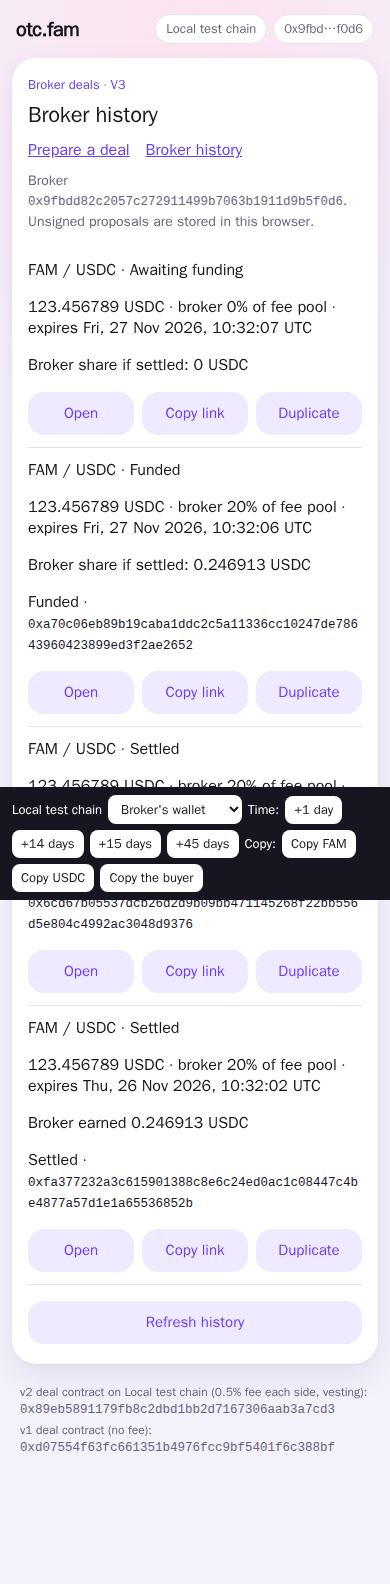 otc.fam
Local test chain
0x9fbd···f0d6
Broker deals · V3
Broker history
Prepare a deal Broker history
Broker
0x9fbdd82c2057c272911499b7063b1911d9b5f0d6.
Unsigned proposals are stored in this browser.
FAM / USDC · Awaiting funding
123.456789 USDC · broker 0% of fee pool ·
expires Fri, 27 Nov 2026, 10:32:07 UTC
Broker share if settled: 0 USDC
Open Copy link Duplicate
FAM / USDC · Funded
123.456789 USDC · broker 20% of fee pool ·
expires Fri, 27 Nov 2026, 10:32:06 UTC
Broker share if settled: 0.246913 USDC
Funded ·
0xa70c06eb89b19caba1ddc2c5a11336cc10247de786
43960423899ed3f2ae2652
Open Copy link Duplicate
FAM / USDC · Settled
123.456789 USDC · broker 20% of fee pool ·
Local test chain Broker's wallet Time: +1 day
+14 days +15 days +45 days Copy: Copy FAM
Copy USDC Copy the buyer
d5e804c4992ac3048d9376
Open Copy link Duplicate
FAM / USDC · Settled
123.456789 USDC · broker 20% of fee pool ·
expires Thu, 26 Nov 2026, 10:32:02 UTC
Broker earned 0.246913 USDC
Settled ·
0xfa377232a3c615901388c8e6c24ed0ac1c08447c4b
e4877a57d1e1a65536852b
Open Copy link Duplicate
Refresh history
v2 deal contract on Local test chain (0.5% fee each side, vesting):
0x89eb5891179fb8c2dbd1bb2d7167306aab3a7cd3
v1 deal contract (no fee):
0xd07554f63fc661351b4976fcc9bf5401f6c388bf